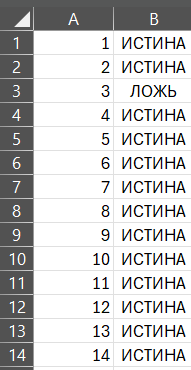 A B
1 1 ИСТИНА
2 2 ИСТИНА
3 3 ЛОЖЬ
4 4 ИСТИНА
5 5 ИСТИНА
6 6 ИСТИНА
7 7 ИСТИНА
8 8 ИСТИНА
9 9 ИСТИНА
10 10 ИСТИНА
11 11 ИСТИНА
12 12 ИСТИНА
13 13 ИСТИНА
14 14 ИСТИНА